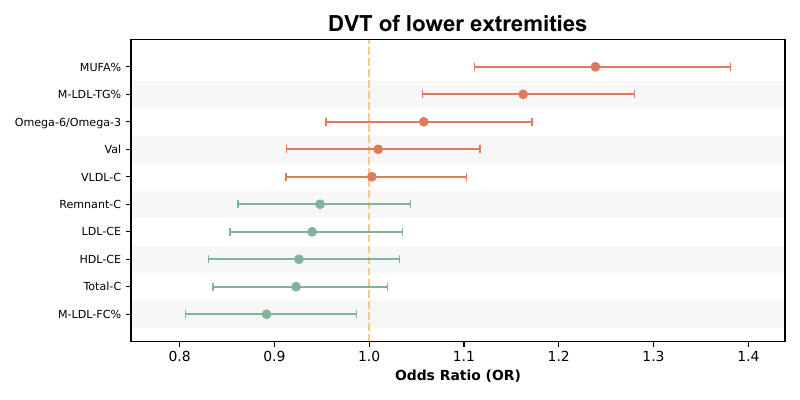 DVT of lower extremities
MUFA%
M-LDL-TG%
Omega-6/Omega-3
Val
VLDL-C
Remnant-C
LDL-CE
HDL-CE
Total-C
M-LDL-FC%
0.8 0.9 1.0 1.1 1.2 1.3 1.4
Odds Ratio (OR)